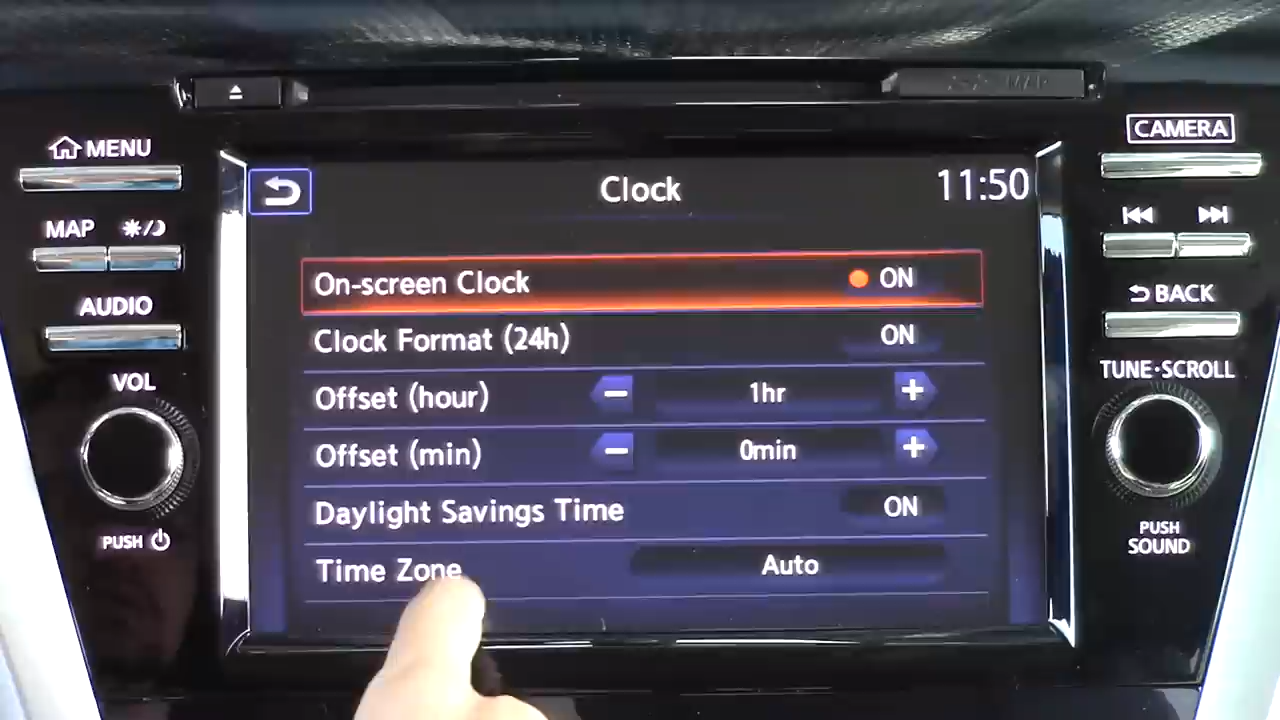 MENU
CAMERA
Clock
11:50
MAP
AUDIO
VOL
PUSH
On-screen Clock ON
Clock Format (24h) ON
Offset (hour) 1hr
Offset (min) 0min
Daylight Savings Time ON
Time Zone Auto
BACK
TUNE·SCROLL
PUSH
SOUND